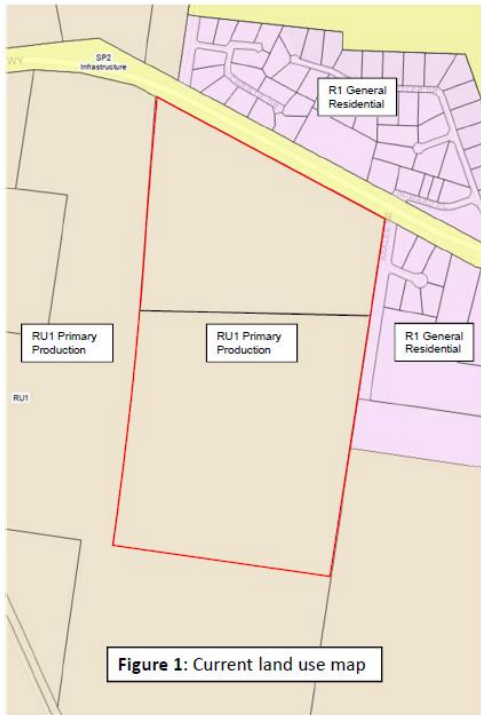 WY
SP2
Infrastructure
R1 General
Residential
RU1 Primary
Production
RU1 Primary
Production
R1 General
Residential
RU1
Figure 1: Current land use map